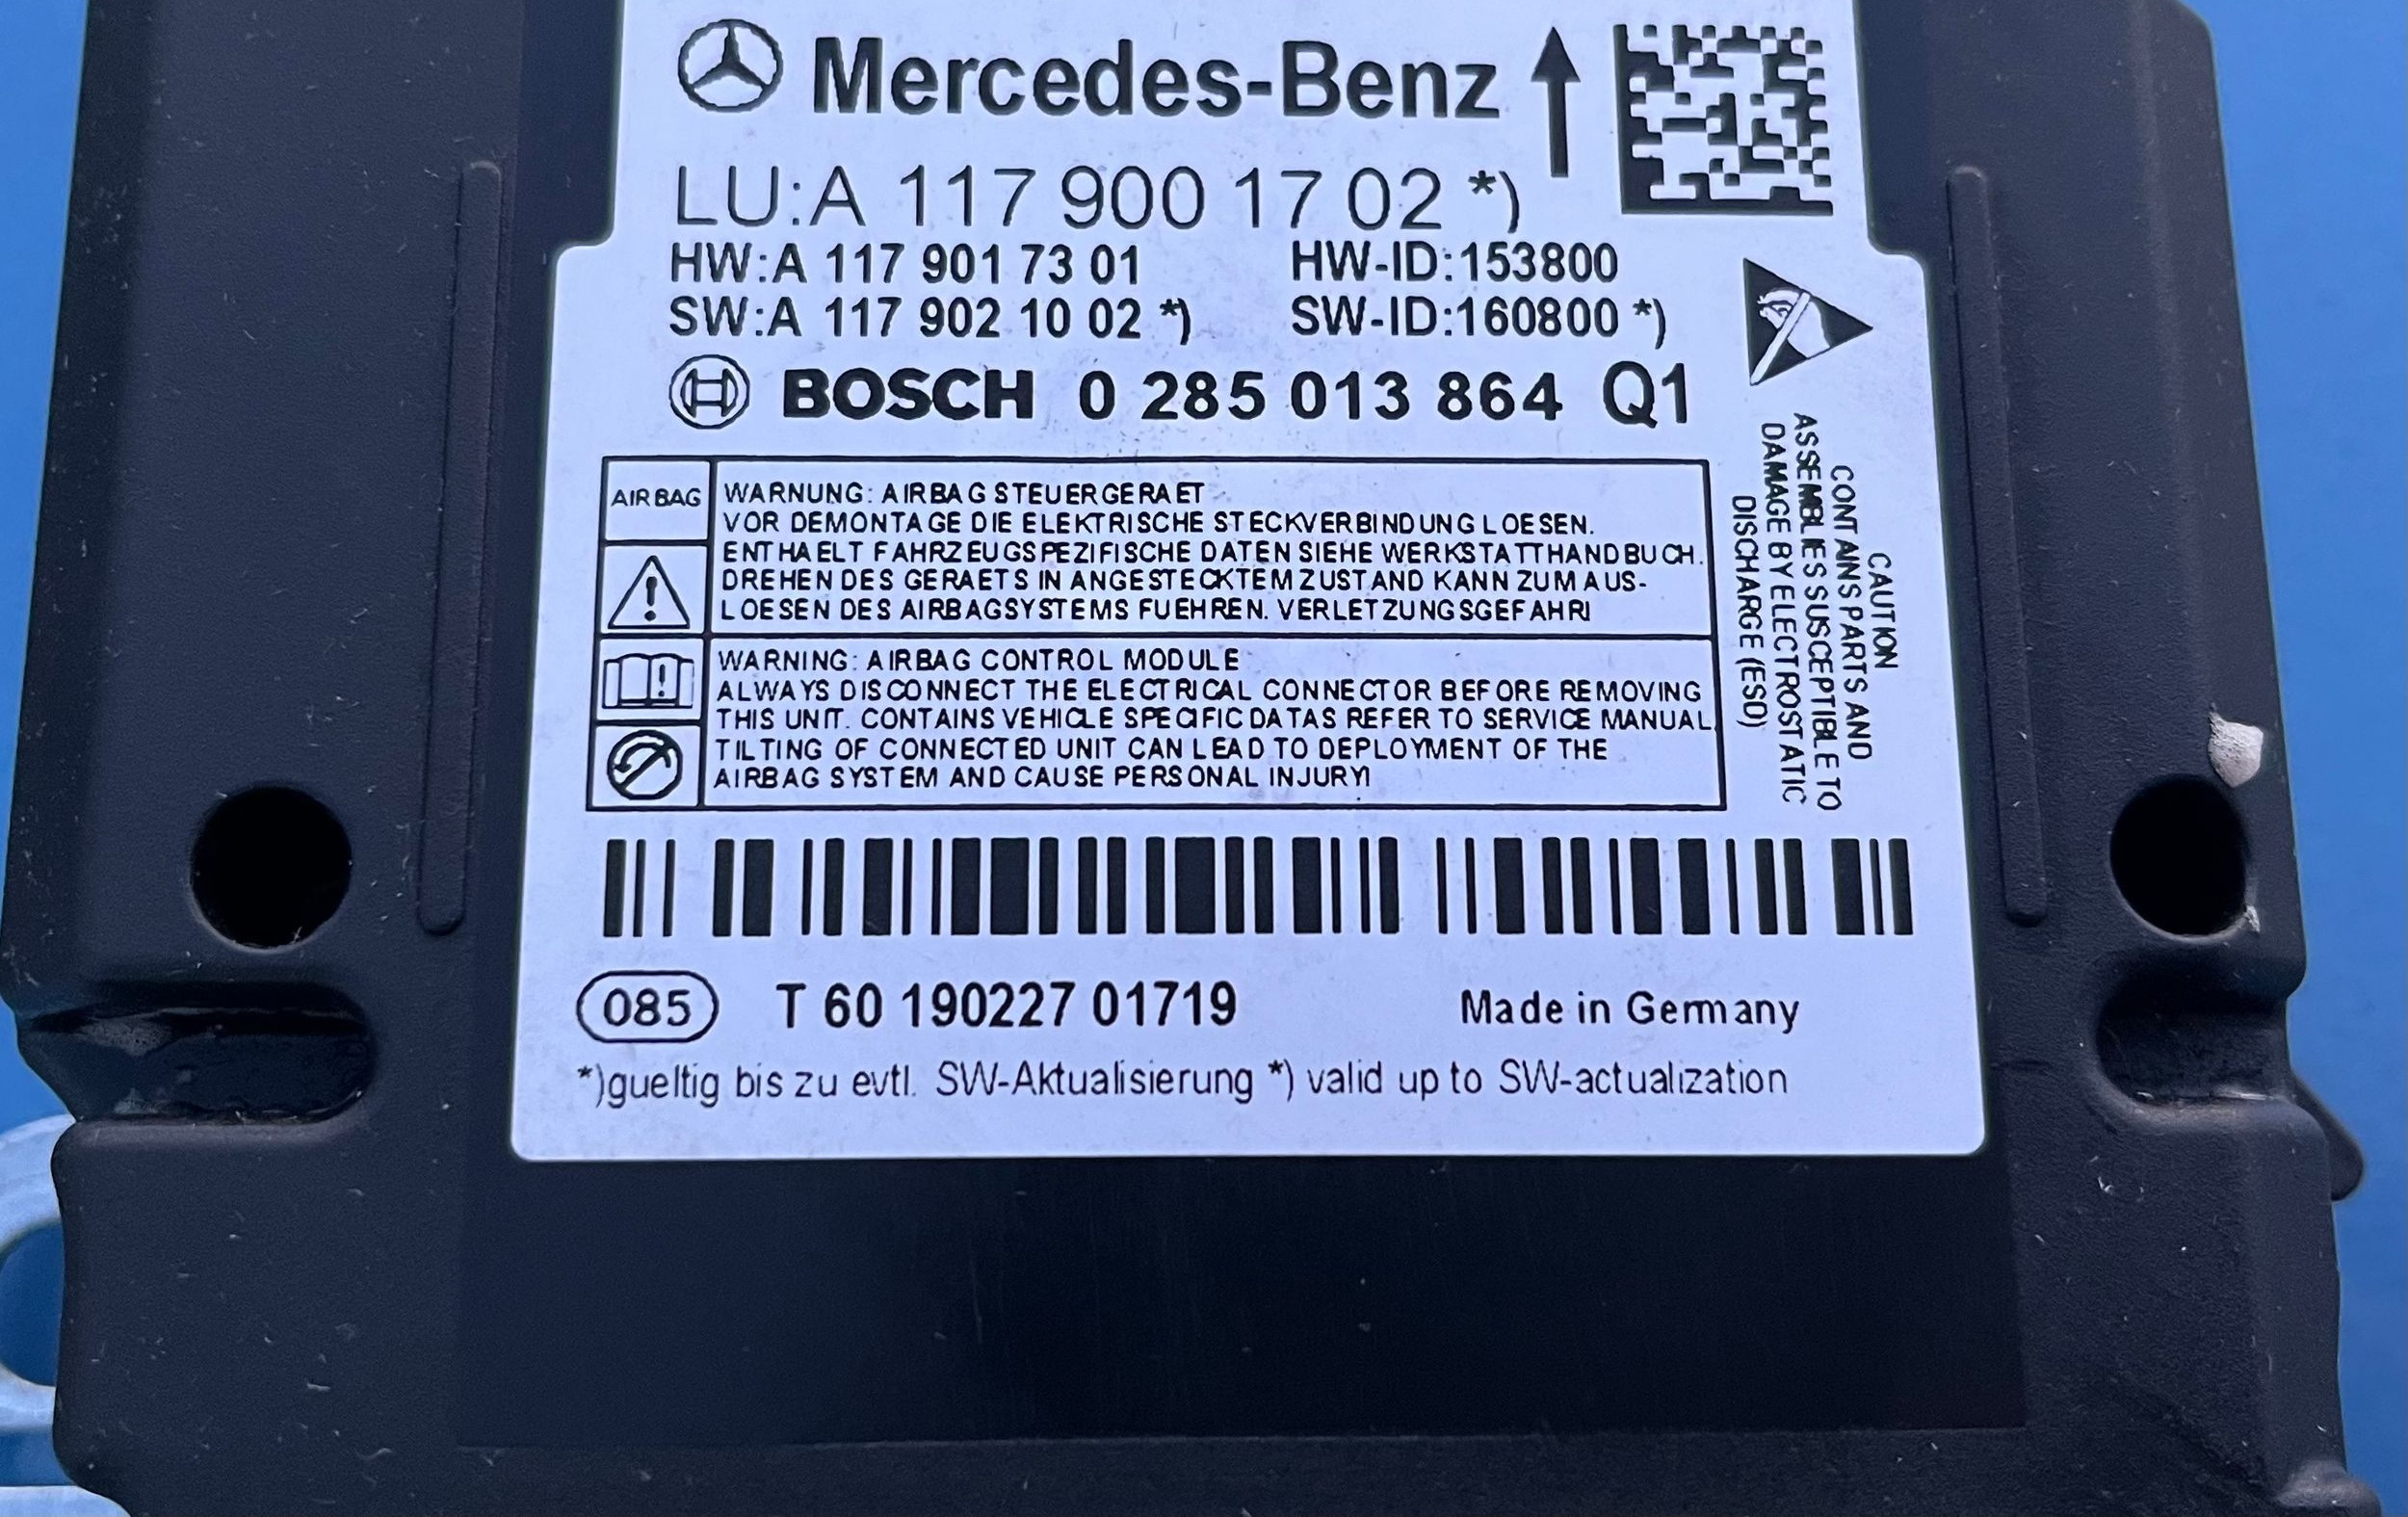 Mercedes-Benz
LU:A 117 900 17 02 *)
HW:A 117 901 73 01 HW-ID:153800
SW:A 117 902 10 02 *) SW-ID:160800 *)
BOSCH 0 285 013 864 Q1
AIRBAG
WARNUNG: AIRBAG STEUERGERAET
VOR DEMONTAGE DIE ELEKTRISCHE STECKVERBINDUNG LOESEN.
ENTHAELT FAHRZEUGSPEZIFISCHE DATEN SIEHE WERKSTATTHANDBUCH.
DREHEN DES GERAETS IN ANGESTECKTEM ZUSTAND KANN ZUM AUS-
LOESEN DES AIRBAGSYSTEMS FUEHREN. VERLETZUNGSGEFAHR!
WARNING: AIRBAG CONTROL MODULE
ALWAYS DISCONNECT THE ELECTRICAL CONNECTOR BEFORE REMOVING
THIS UNIT. CONTAINS VEHICLE SPECIFIC DATAS REFER TO SERVICE MANUAL
TILTING OF CONNECTED UNIT CAN LEAD TO DEPLOYMENT OF THE
AIRBAG SYSTEM AND CAUSE PERSONAL INJURY!
CAUTION
CONTAINS PARTS AND
ASSEMBLIES SUSCEPTIBLE TO
DAMAGE BY ELECTROSTATIC
DISCHARGE (ESD)
085 T 60 190227 01719 Made in Germany
*)gueltig bis zu evtl. SW-Aktualisierung *) valid up to SW-actualization